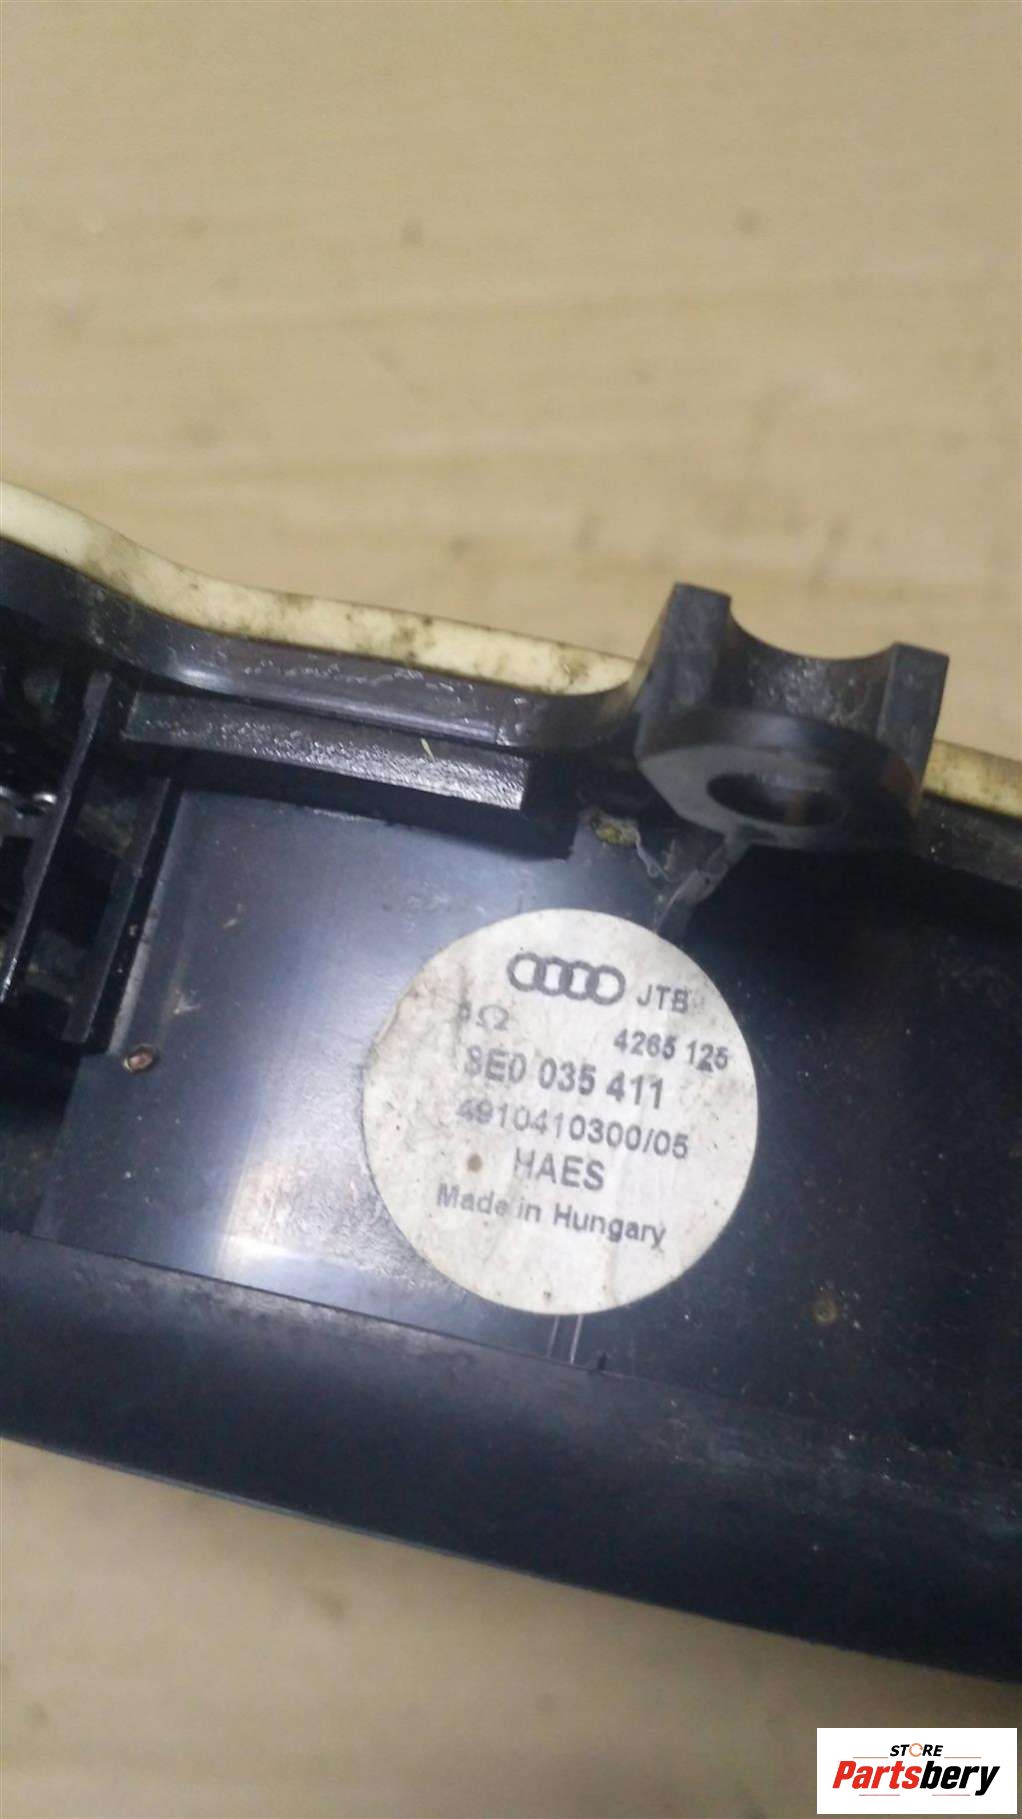 JTB
4265 125
8E0 035 411
4910410300/05
HAES
Made in Hungary
STORE
Partsbery